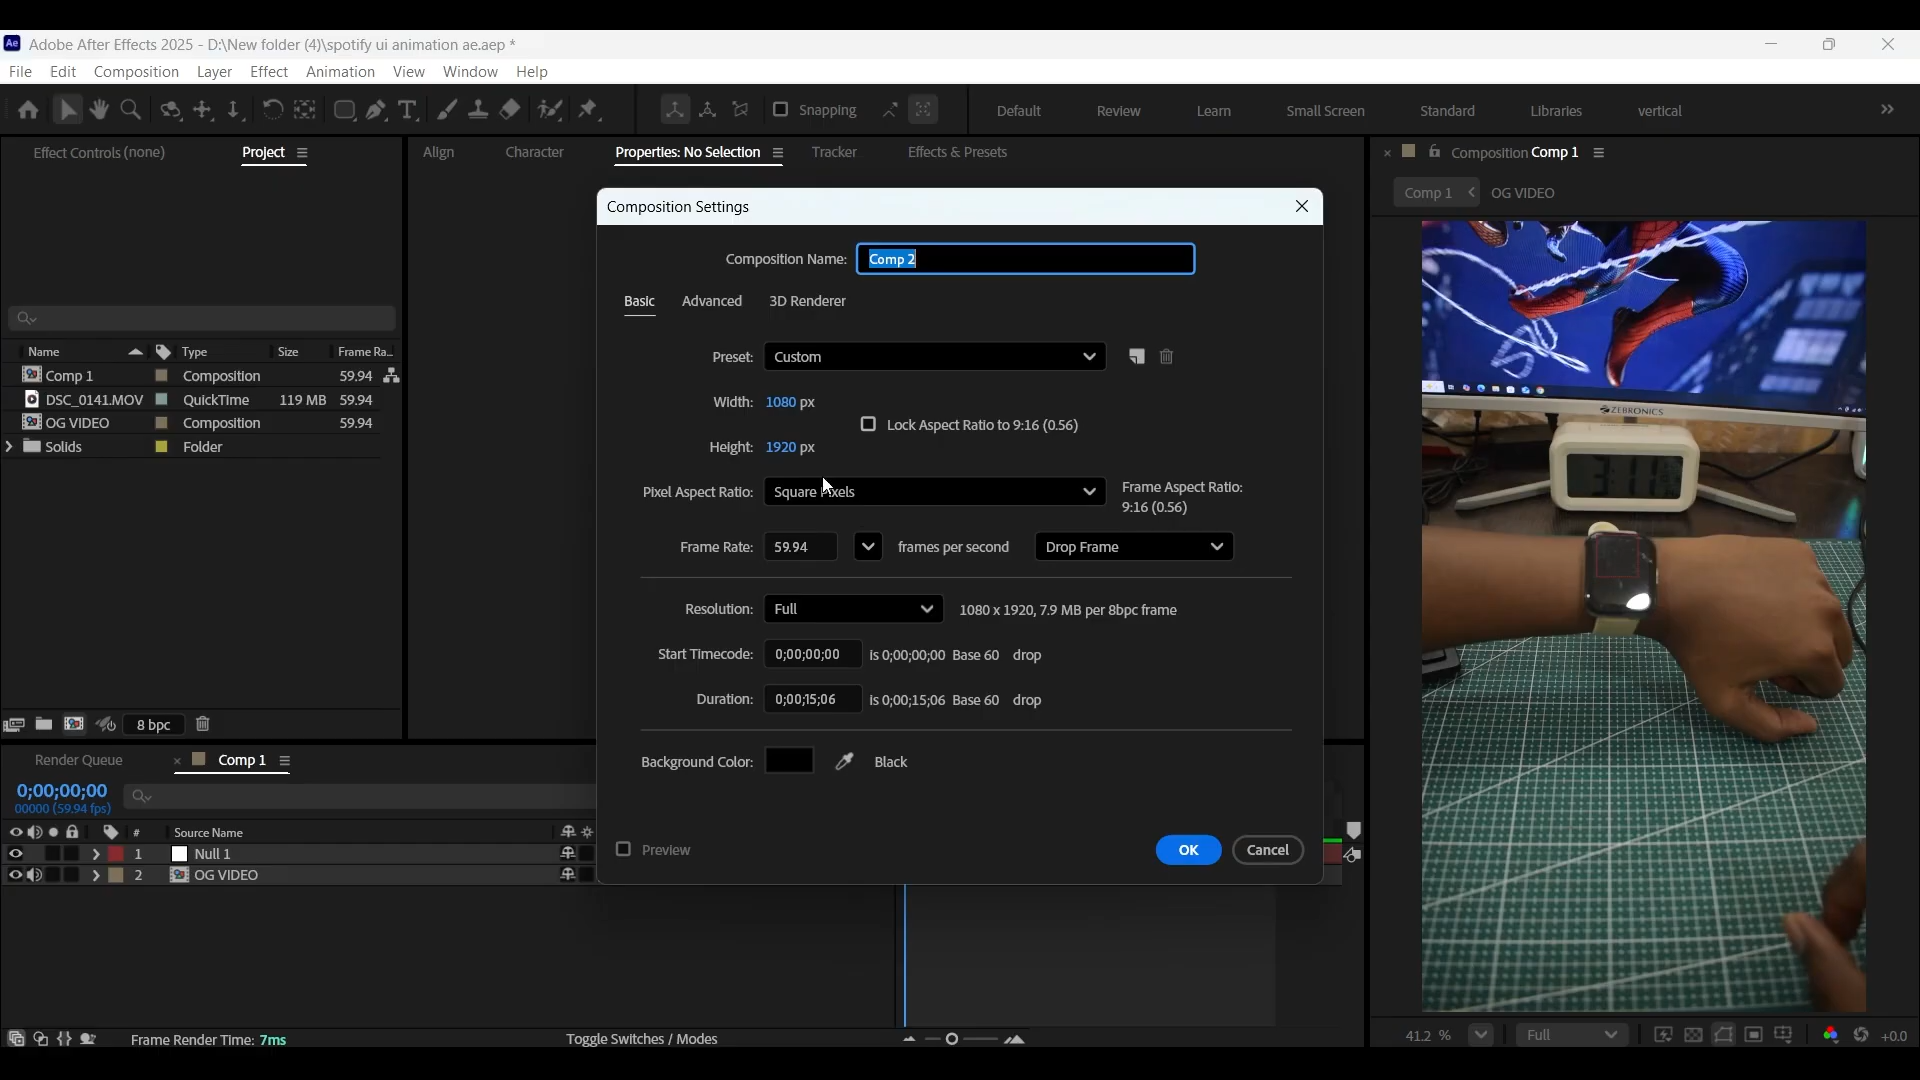 Ae Adobe After Effects 2025 - D:\New folder (4)\spotify ui animation ae.aep *
File Edit Composition Layer Effect Animation View Window Help
Snapping Default Review Learn Small Screen Standard Libraries vertical
Effect Controls (none) Project
Align Character Properties: No Selection Tracker Effects & Presets
Composition Comp 1
Comp 1 OG VIDEO
Composition Settings
Composition Name: Comp 2
Basic Advanced 3D Renderer
Preset: Custom
Width: 1080 px
Lock Aspect Ratio to 9:16 (0.56)
Height: 1920 px
Pixel Aspect Ratio: Square Pixels
Frame Aspect Ratio:
9:16 (0.56)
Frame Rate: 59.94 frames per second Drop Frame
Resolution: Full 1080 x 1920, 7.9 MB per 8bpc frame
Start Timecode: 0;00;00;00 is 0;00;00;00 Base 60 drop
Duration: 0;00;15;06 is 0;00;15;06 Base 60 drop
Background Color: Black
Preview OK Cancel
Name Type Size Frame Ra...
Comp 1 Composition 59.94
DSC_0141.MOV QuickTime 119 MB 59.94
OG VIDEO Composition 59.94
Solids Folder
8 bpc
Render Queue Comp 1
0;00;00;00
00000 (59.94 fps)
# Source Name
1 Null 1
2 OG VIDEO
Frame Render Time: 7ms Toggle Switches / Modes
ZEBRONICS
41.2 % Full +0.0